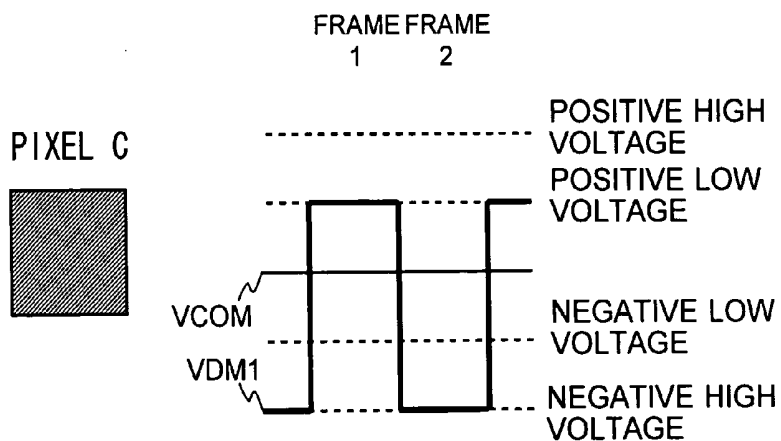 FRAME FRAME
1 2
POSITIVE HIGH
VOLTAGE
PIXEL C
POSITIVE LOW
VOLTAGE
VCOM
NEGATIVE LOW
VOLTAGE
VDM1
NEGATIVE HIGH
VOLTAGE